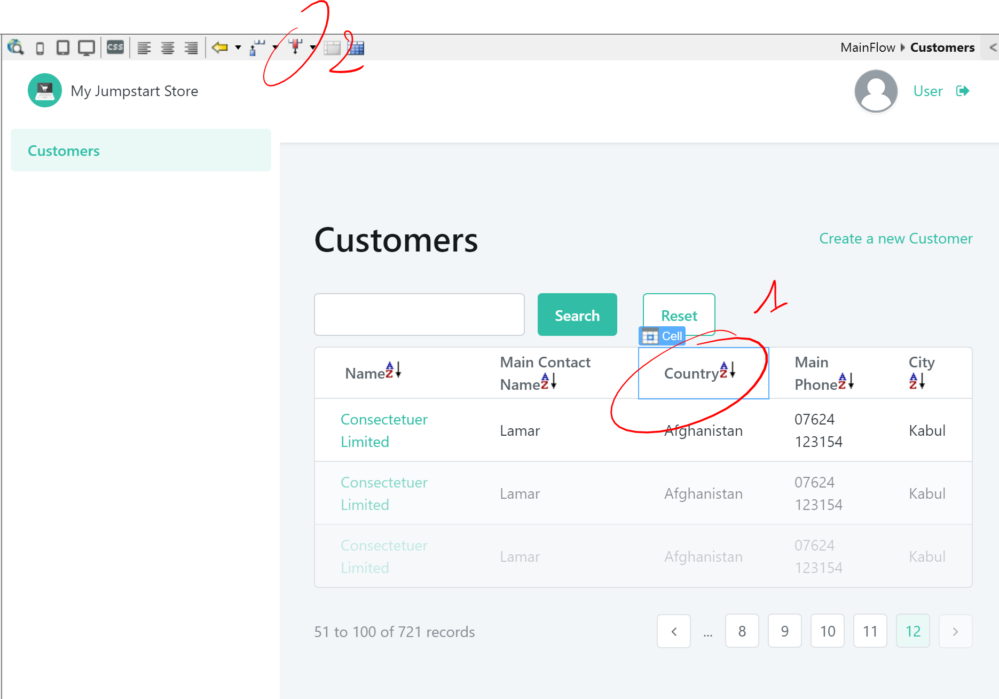 2
css
MainFlow Customers <
My Jumpstart Store
User
Customers
Customers
Create a new Customer
1
Search
Reset
Cell
Name
Main Contact Name
Country
Main Phone
City
Consectetuer Limited
Lamar
Afghanistan
07624 123154
Kabul
Consectetuer Limited
Lamar
Afghanistan
07624 123154
Kabul
Consectetuer Limited
Lamar
Afghanistan
07624 123154
Kabul
51 to 100 of 721 records
< ... 8 9 10 11 12 >